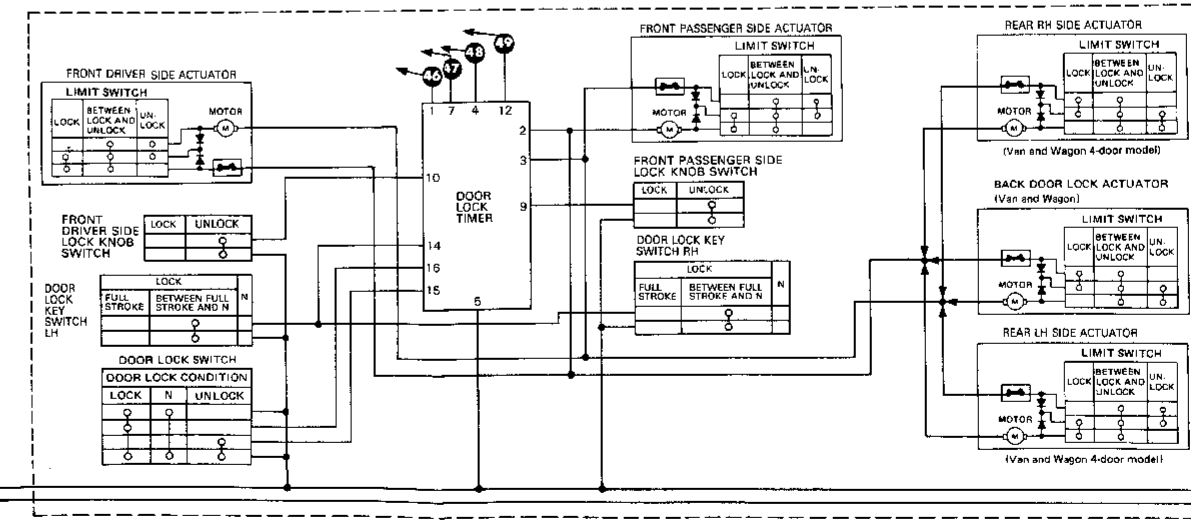 FRONT DRIVER SIDE ACTUATOR
LIMIT SWITCH
LOCK
BETWEEN
LOCK AND
UNLOCK
UN-
LOCK
MOTOR
M
46
47
48
49
1 7 4 12
2
3
9
10
14
16
15
5
DOOR
LOCK
TIMER
FRONT
DRIVER SIDE
LOCK KNOB
SWITCH
LOCK UNLOCK
DOOR
LOCK
KEY
SWITCH
LH
LOCK
N
FULL
STROKE
BETWEEN FULL
STROKE AND N
DOOR LOCK SWITCH
DOOR LOCK CONDITION
LOCK N UNLOCK
FRONT PASSENGER SIDE ACTUATOR
LIMIT SWITCH
LOCK
BETWEEN
LOCK AND
UNLOCK
UN-
LOCK
MOTOR
M
FRONT PASSENGER SIDE
LOCK KNOB SWITCH
LOCK UNLOCK
DOOR LOCK KEY
SWITCH RH
LOCK
N
FULL
STROKE
BETWEEN FULL
STROKE AND N
REAR RH SIDE ACTUATOR
LIMIT SWITCH
LOCK
BETWEEN
LOCK AND
UNLOCK
UN-
LOCK
MOTOR
M
(Van and Wagon 4-door model)
BACK DOOR LOCK ACTUATOR
(Van and Wagon)
LIMIT SWITCH
LOCK
BETWEEN
LOCK AND
UNLOCK
UN-
LOCK
MOTOR
M
REAR LH SIDE ACTUATOR
LIMIT SWITCH
LOCK
BETWEEN
LOCK AND
UNLOCK
UN-
LOCK
MOTOR
M
(Van and Wagon 4-door model)